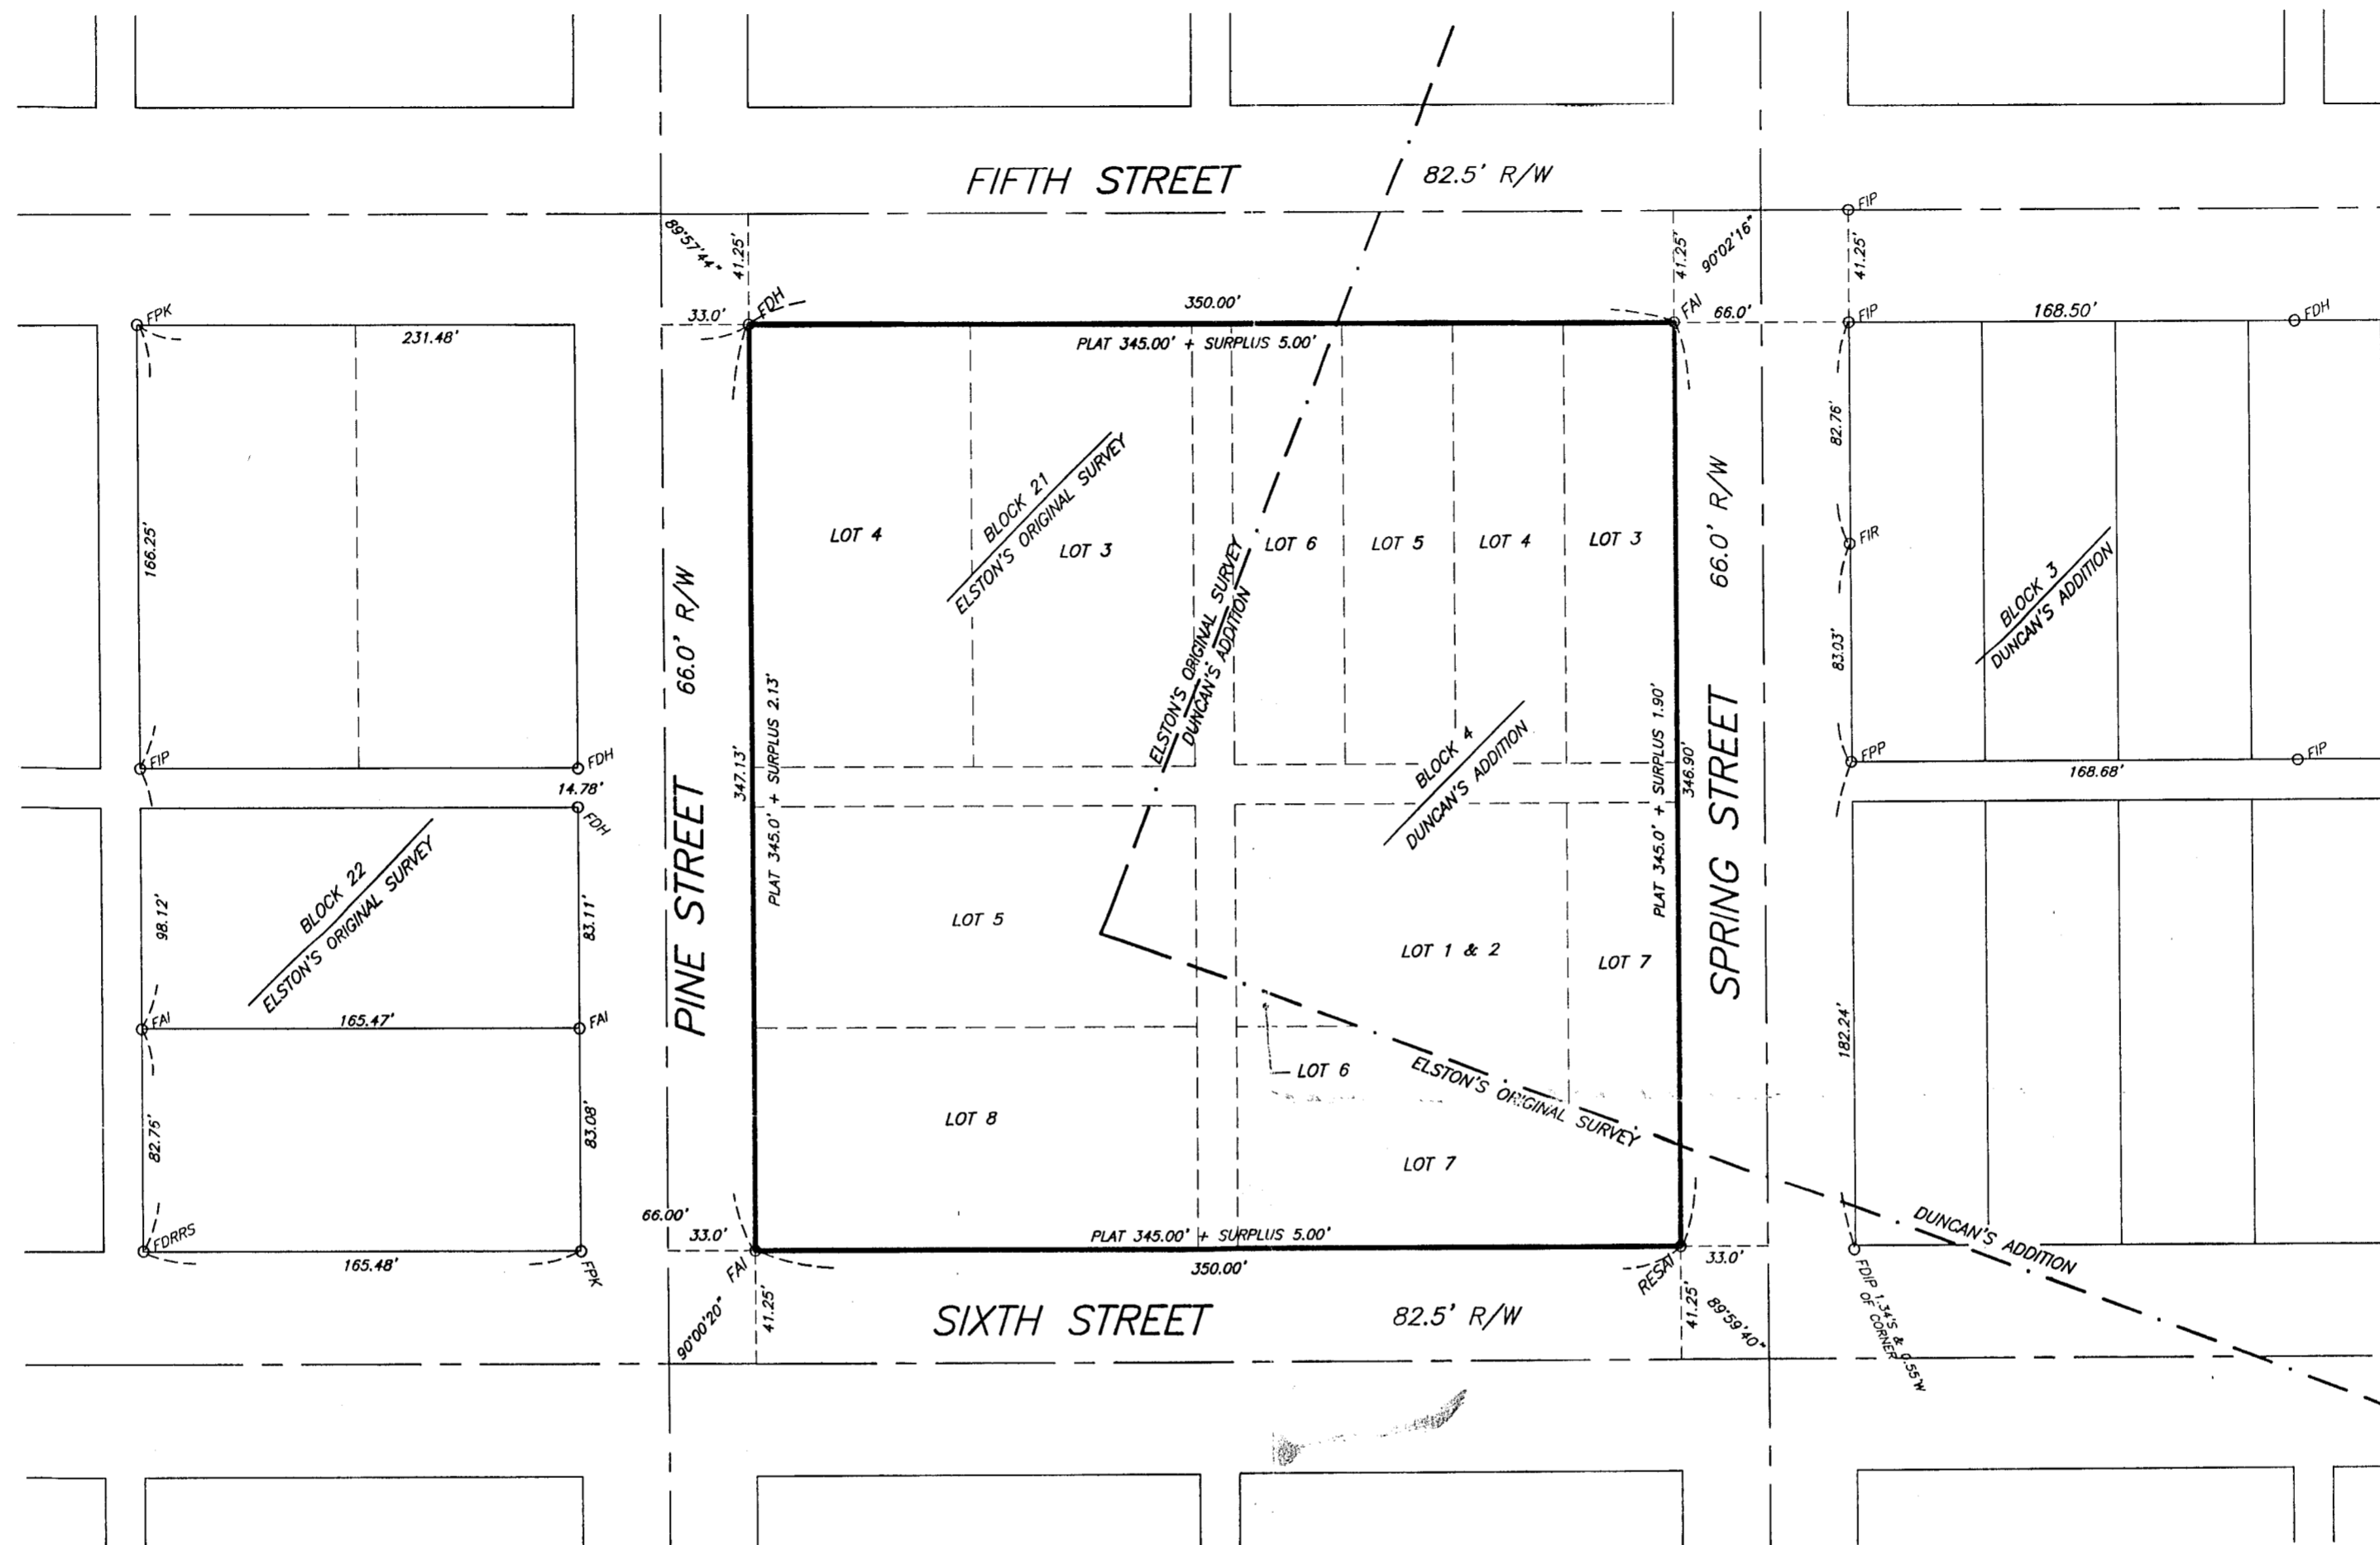 FIFTH STREET
82.5' R/W
FIP
89°57'44"
41.25'
41.25'
90°02'16"
41.25'
FPK
FDH
FAI
FIP
FDH
33.0'
350.00'
66.0'
168.50'
231.48'
PLAT 345.00' + SURPLUS 5.00'
82.76'
BLOCK 21
ELSTON'S ORIGINAL SURVEY
LOT 4
LOT 3
LOT 6
LOT 5
LOT 4
LOT 3
166.25'
66.0' R/W
66.0' R/W
FIR
BLOCK 3
DUNCAN'S ADDITION
ELSTON'S ORIGINAL SURVEY
DUNCAN'S ADDITION
83.03'
347.13'
PLAT 345.0' + SURPLUS 2.13'
BLOCK 4
DUNCAN'S ADDITION
PLAT 345.0' + SURPLUS 1.90'
346.90'
FIP
FDH
FPP
FIP
14.78'
168.68'
FDH
PINE STREET
SPRING STREET
BLOCK 22
ELSTON'S ORIGINAL SURVEY
98.12'
83.11'
LOT 5
LOT 1 & 2
LOT 7
FAI
165.47'
FAI
182.24'
LOT 6
ELSTON'S ORIGINAL SURVEY
82.75'
83.08'
LOT 8
LOT 7
66.00'
FDRRS
33.0'
PLAT 345.00' + SURPLUS 5.00'
33.0'
DUNCAN'S ADDITION
165.48'
FPK
FAI
350.00'
RESAI
FDIP 1.34'S & 0.55'W
OF CORNER
90°00'20"
41.25'
SIXTH STREET
82.5' R/W
41.25'
89°59'40"